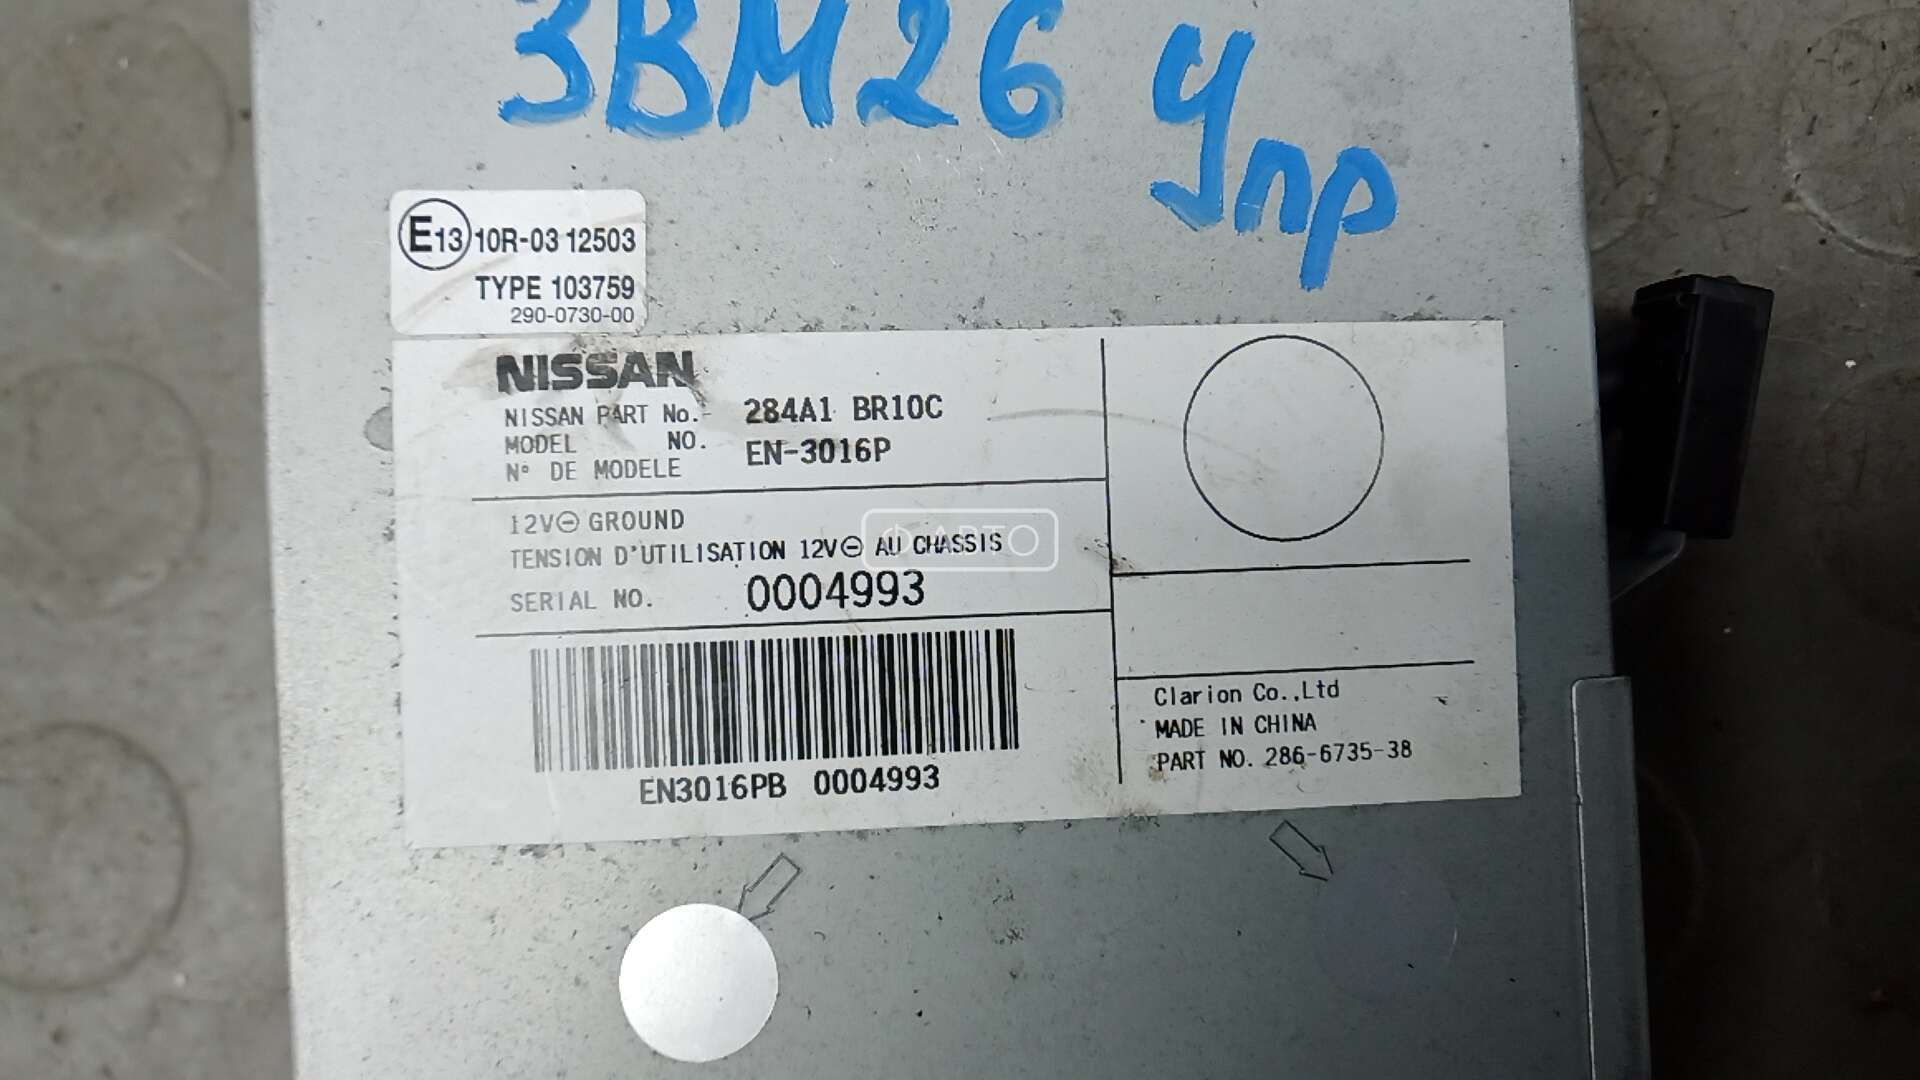 3ВМ26 Упр
E13 10R-03 12503
TYPE 103759
290-0730-00
NISSAN
NISSAN PART No. 284A1 BR10C
MODEL NO. EN-3016P
N° DE MODELE
12V⊖ GROUND
TENSION D'UTILISATION 12V⊖ AU CHASSIS
SERIAL NO. 0004993
EN3016PB 0004993
Clarion Co.,Ltd
MADE IN CHINA
PART NO. 286-6735-38
АВТО